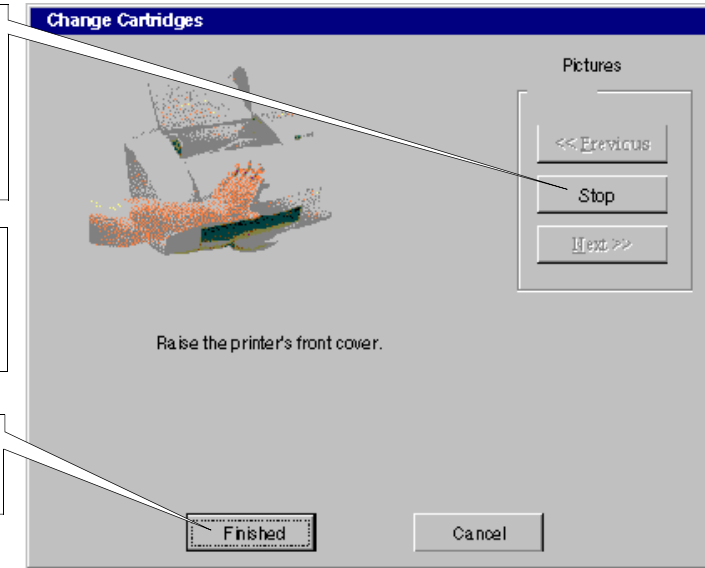 Change Cartridges
Pictures
<< Previous
Stop
Next >>
Raise the printer's front cover.
Finished
Cancel